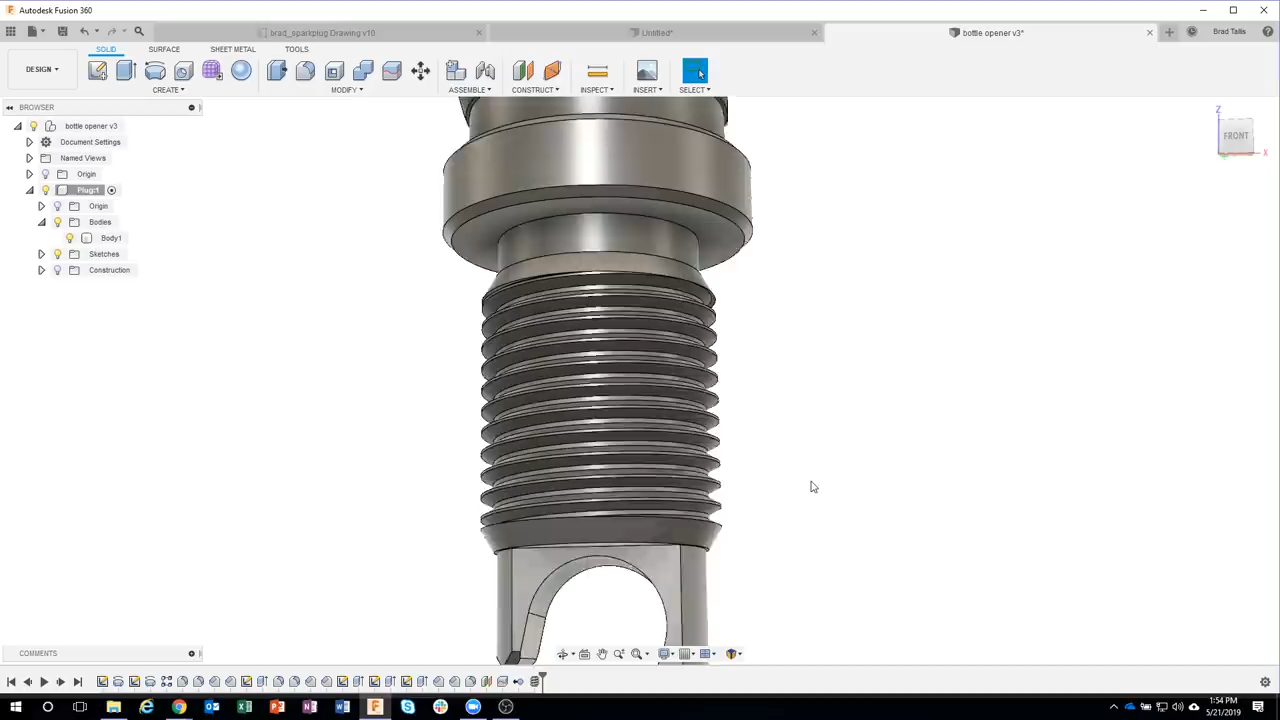 Autodesk Fusion 360
brad_sparkplug Drawing v10
Untitled*
bottle opener v3*
Brad Tallis
SOLID
SURFACE
SHEET METAL
TOOLS
DESIGN
CREATE
MODIFY
ASSEMBLE
CONSTRUCT
INSPECT
INSERT
SELECT
BROWSER
bottle opener v3
Document Settings
Named Views
Origin
Plug:1
Origin
Bodies
Body1
Sketches
Construction
Z
FRONT
X
COMMENTS
1:54 PM
5/21/2019